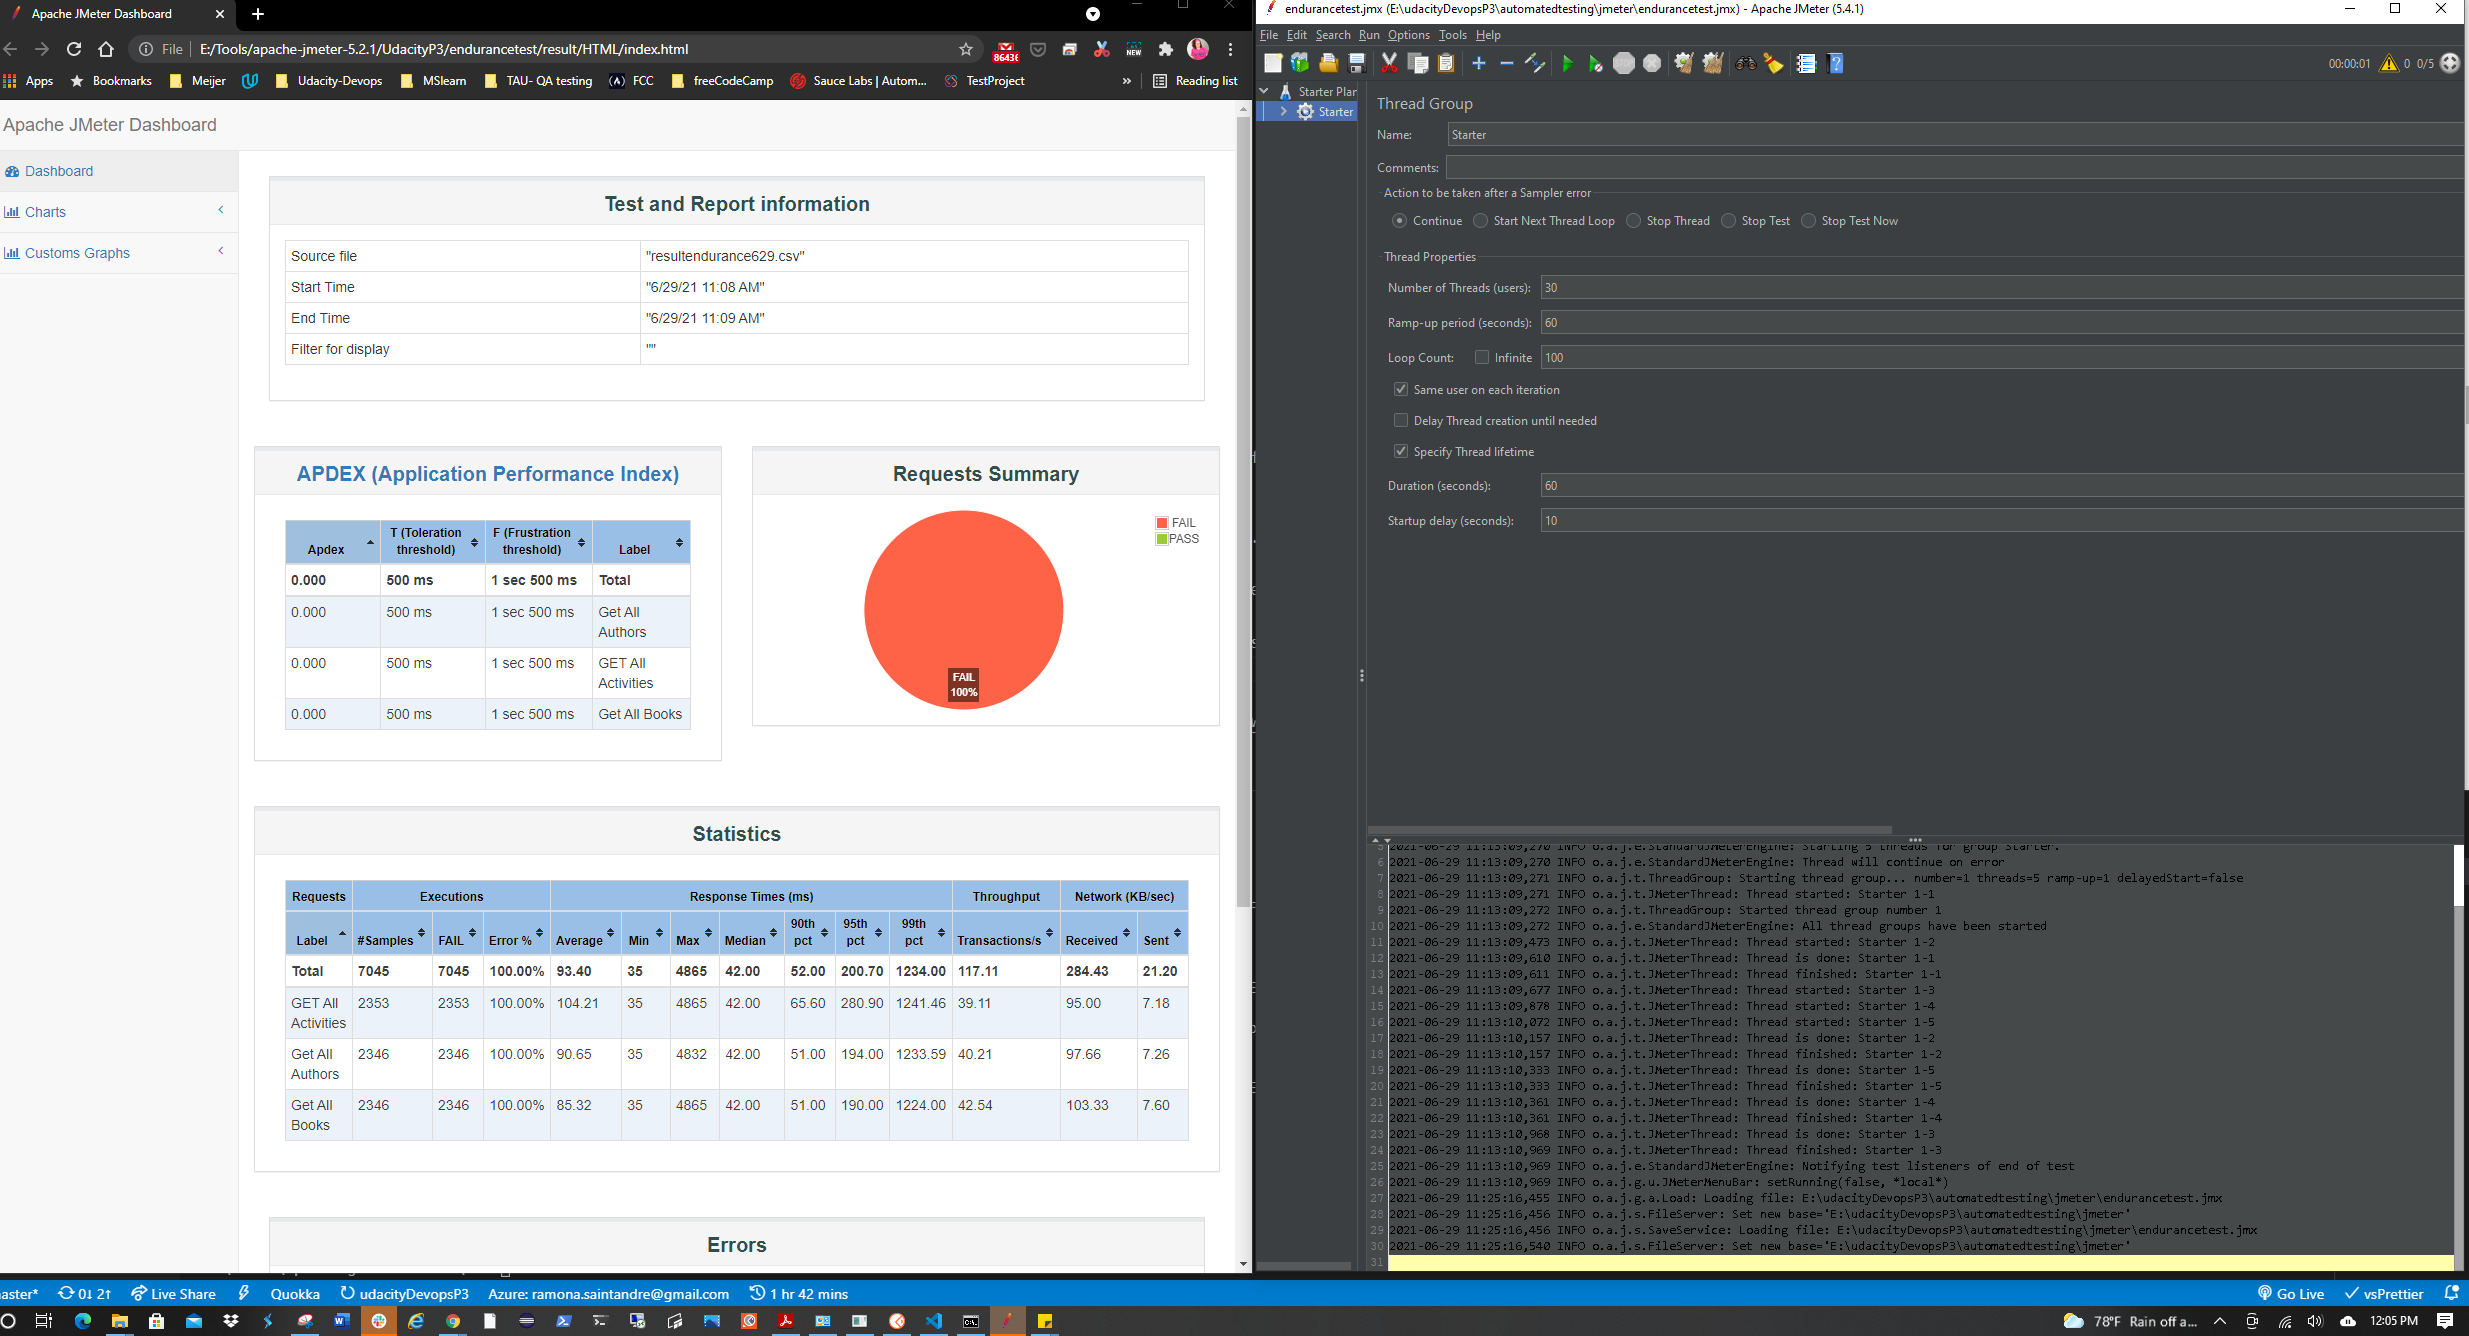 Apache JMeter Dashboard
File E:/Tools/apache-jmeter-5.2.1/UdacityP3/endurancetest/result/HTML/index.html
Apps Bookmarks Meijer Udacity-Devops MSlearn TAU- QA testing FCC freeCodeCamp Sauce Labs | Autom... TestProject » Reading list
Apache JMeter Dashboard
Dashboard
Charts
Customs Graphs
Test and Report information
Source file "resultendurance629.csv"
Start Time "6/29/21 11:08 AM"
End Time "6/29/21 11:09 AM"
Filter for display ""
APDEX (Application Performance Index)
Apdex T (Toleration threshold) F (Frustration threshold) Label
0.000 500 ms 1 sec 500 ms Total
0.000 500 ms 1 sec 500 ms Get All Authors
0.000 500 ms 1 sec 500 ms GET All Activities
0.000 500 ms 1 sec 500 ms Get All Books
Requests Summary
FAIL
PASS
FAIL
100%
Statistics
Requests Executions Response Times (ms) Throughput Network (KB/sec)
Label #Samples FAIL Error % Average Min Max Median 90th pct 95th pct 99th pct Transactions/s Received Sent
Total 7045 7045 100.00% 93.40 35 4865 42.00 52.00 200.70 1234.00 117.11 284.43 21.20
GET All Activities 2353 2353 100.00% 104.21 35 4865 42.00 65.60 280.90 1241.46 39.11 95.00 7.18
Get All Authors 2346 2346 100.00% 90.65 35 4832 42.00 51.00 194.00 1233.59 40.21 97.66 7.26
Get All Books 2346 2346 100.00% 85.32 35 4865 42.00 51.00 190.00 1224.00 42.54 103.33 7.60
Errors
endurancetest.jmx (E:\udacityDevopsP3\automatedtesting\jmeter\endurancetest.jmx) - Apache JMeter (5.4.1)
File Edit Search Run Options Tools Help
00:00:01 0 0/5
Starter Plan
Starter
Thread Group
Name: Starter
Comments:
Action to be taken after a Sampler error
Continue Start Next Thread Loop Stop Thread Stop Test Stop Test Now
Thread Properties
Number of Threads (users): 30
Ramp-up period (seconds): 60
Loop Count: Infinite 100
Same user on each iteration
Delay Thread creation until needed
Specify Thread lifetime
Duration (seconds): 60
Startup delay (seconds): 10
5 2021-06-29 11:13:09,270 INFO o.a.j.e.StandardJMeterEngine: Starting 5 threads for group Starter.
6 2021-06-29 11:13:09,270 INFO o.a.j.e.StandardJMeterEngine: Thread will continue on error
7 2021-06-29 11:13:09,271 INFO o.a.j.t.ThreadGroup: Starting thread group... number=1 threads=5 ramp-up=1 delayedStart=false
8 2021-06-29 11:13:09,271 INFO o.a.j.t.JMeterThread: Thread started: Starter 1-1
9 2021-06-29 11:13:09,272 INFO o.a.j.t.ThreadGroup: Started thread group number 1
10 2021-06-29 11:13:09,272 INFO o.a.j.e.StandardJMeterEngine: All thread groups have been started
11 2021-06-29 11:13:09,473 INFO o.a.j.t.JMeterThread: Thread started: Starter 1-2
12 2021-06-29 11:13:09,610 INFO o.a.j.t.JMeterThread: Thread is done: Starter 1-1
13 2021-06-29 11:13:09,611 INFO o.a.j.t.JMeterThread: Thread finished: Starter 1-1
14 2021-06-29 11:13:09,677 INFO o.a.j.t.JMeterThread: Thread started: Starter 1-3
15 2021-06-29 11:13:09,878 INFO o.a.j.t.JMeterThread: Thread started: Starter 1-4
16 2021-06-29 11:13:10,072 INFO o.a.j.t.JMeterThread: Thread started: Starter 1-5
17 2021-06-29 11:13:10,157 INFO o.a.j.t.JMeterThread: Thread is done: Starter 1-2
18 2021-06-29 11:13:10,157 INFO o.a.j.t.JMeterThread: Thread finished: Starter 1-2
19 2021-06-29 11:13:10,333 INFO o.a.j.t.JMeterThread: Thread is done: Starter 1-5
20 2021-06-29 11:13:10,333 INFO o.a.j.t.JMeterThread: Thread finished: Starter 1-5
21 2021-06-29 11:13:10,361 INFO o.a.j.t.JMeterThread: Thread is done: Starter 1-4
22 2021-06-29 11:13:10,361 INFO o.a.j.t.JMeterThread: Thread finished: Starter 1-4
23 2021-06-29 11:13:10,968 INFO o.a.j.t.JMeterThread: Thread is done: Starter 1-3
24 2021-06-29 11:13:10,969 INFO o.a.j.t.JMeterThread: Thread finished: Starter 1-3
25 2021-06-29 11:13:10,969 INFO o.a.j.e.StandardJMeterEngine: Notifying test listeners of end of test
26 2021-06-29 11:13:10,969 INFO o.a.j.g.u.JMeterMenuBar: setRunning(false, *local*)
27 2021-06-29 11:25:16,455 INFO o.a.j.g.a.Load: Loading file: E:\udacityDevopsP3\automatedtesting\jmeter\endurancetest.jmx
28 2021-06-29 11:25:16,456 INFO o.a.j.s.FileServer: Set new base='E:\udacityDevopsP3\automatedtesting\jmeter'
29 2021-06-29 11:25:16,456 INFO o.a.j.s.SaveService: Loading file: E:\udacityDevopsP3\automatedtesting\jmeter\endurancetest.jmx
30 2021-06-29 11:25:16,540 INFO o.a.j.s.FileServer: Set new base='E:\udacityDevopsP3\automatedtesting\jmeter'
31
aster* 0↓ 2↑ Live Share Quokka udacityDevopsP3 Azure: ramona.saintandre@gmail.com 1 hr 42 mins Go Live vsPrettier
78°F Rain off a... 12:05 PM